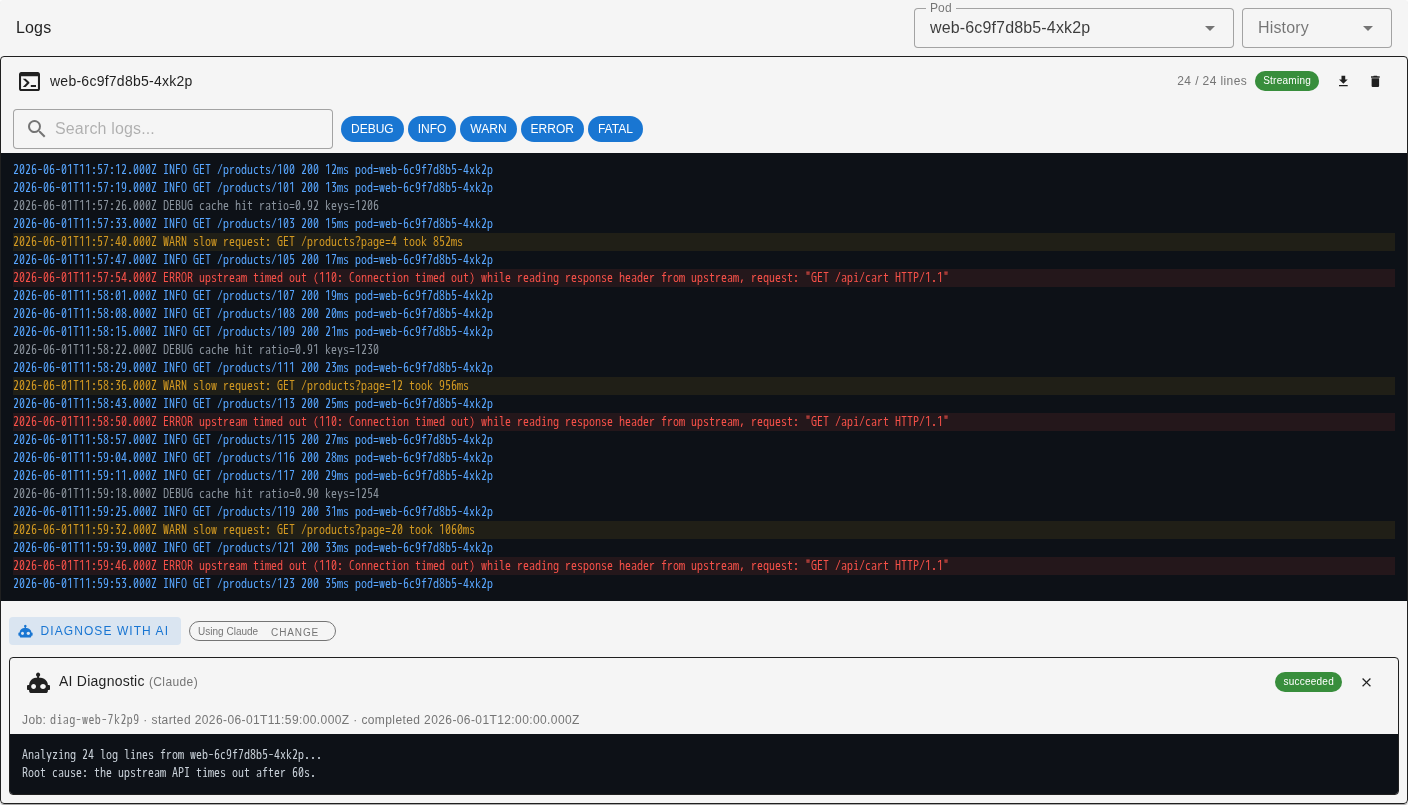 Logs
Pod
web-6c9f7d8b5-4xk2p
History
web-6c9f7d8b5-4xk2p
24 / 24 lines
Streaming
Search logs...
DEBUG
INFO
WARN
ERROR
FATAL
2026-06-01T11:57:12.000Z INFO GET /products/100 200 12ms pod=web-6c9f7d8b5-4xk2p
2026-06-01T11:57:19.000Z INFO GET /products/101 200 13ms pod=web-6c9f7d8b5-4xk2p
2026-06-01T11:57:26.000Z DEBUG cache hit ratio=0.92 keys=1206
2026-06-01T11:57:33.000Z INFO GET /products/103 200 15ms pod=web-6c9f7d8b5-4xk2p
2026-06-01T11:57:40.000Z WARN slow request: GET /products?page=4 took 852ms
2026-06-01T11:57:47.000Z INFO GET /products/105 200 17ms pod=web-6c9f7d8b5-4xk2p
2026-06-01T11:57:54.000Z ERROR upstream timed out (110: Connection timed out) while reading response header from upstream, request: "GET /api/cart HTTP/1.1"
2026-06-01T11:58:01.000Z INFO GET /products/107 200 19ms pod=web-6c9f7d8b5-4xk2p
2026-06-01T11:58:08.000Z INFO GET /products/108 200 20ms pod=web-6c9f7d8b5-4xk2p
2026-06-01T11:58:15.000Z INFO GET /products/109 200 21ms pod=web-6c9f7d8b5-4xk2p
2026-06-01T11:58:22.000Z DEBUG cache hit ratio=0.91 keys=1230
2026-06-01T11:58:29.000Z INFO GET /products/111 200 23ms pod=web-6c9f7d8b5-4xk2p
2026-06-01T11:58:36.000Z WARN slow request: GET /products?page=12 took 956ms
2026-06-01T11:58:43.000Z INFO GET /products/113 200 25ms pod=web-6c9f7d8b5-4xk2p
2026-06-01T11:58:50.000Z ERROR upstream timed out (110: Connection timed out) while reading response header from upstream, request: "GET /api/cart HTTP/1.1"
2026-06-01T11:58:57.000Z INFO GET /products/115 200 27ms pod=web-6c9f7d8b5-4xk2p
2026-06-01T11:59:04.000Z INFO GET /products/116 200 28ms pod=web-6c9f7d8b5-4xk2p
2026-06-01T11:59:11.000Z INFO GET /products/117 200 29ms pod=web-6c9f7d8b5-4xk2p
2026-06-01T11:59:18.000Z DEBUG cache hit ratio=0.90 keys=1254
2026-06-01T11:59:25.000Z INFO GET /products/119 200 31ms pod=web-6c9f7d8b5-4xk2p
2026-06-01T11:59:32.000Z WARN slow request: GET /products?page=20 took 1060ms
2026-06-01T11:59:39.000Z INFO GET /products/121 200 33ms pod=web-6c9f7d8b5-4xk2p
2026-06-01T11:59:46.000Z ERROR upstream timed out (110: Connection timed out) while reading response header from upstream, request: "GET /api/cart HTTP/1.1"
2026-06-01T11:59:53.000Z INFO GET /products/123 200 35ms pod=web-6c9f7d8b5-4xk2p
DIAGNOSE WITH AI
Using Claude
CHANGE
AI Diagnostic (Claude)
succeeded
Job: diag-web-7k2p9 · started 2026-06-01T11:59:00.000Z · completed 2026-06-01T12:00:00.000Z
Analyzing 24 log lines from web-6c9f7d8b5-4xk2p...
Root cause: the upstream API times out after 60s.